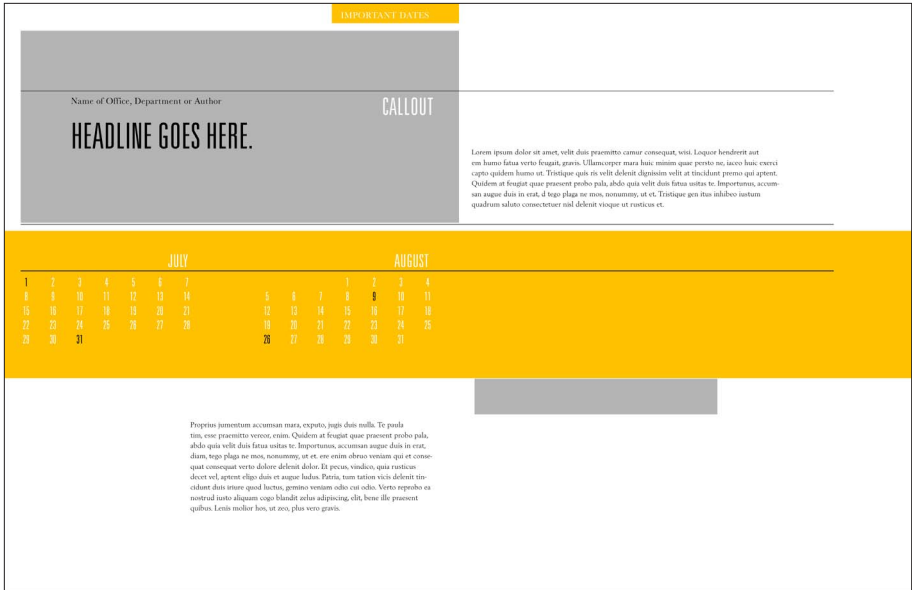 IMPORTANT DATES
Name of Office, Department or Author
CALLOUT
HEADLINE GOES HERE.
Lorem ipsum dolor sit amet, velit duis praemitto camur consequat, wisi. Loquor hendrerit aut
em humo fatua verto feugait, gravis. Ullamcorper mara huic minim quae persto ne, iaceo huic exerci
capto quidem humo ut. Tristique quis ris velit delenit dignissim velit at tincidunt premo qui aptent.
Quidem at feugiat quae praesent probo pala, abdo quia velit duis fatua usitas te. Importunus, accum-
san augue duis in erat, d tego plaga ne mos, nonummy, ut et. Tristique gen itus inhibeo iustum
quadrum saluto consectetuer nisl delenit vioque ut rusticus et.
JULY
1 2 3 4 5 6 7
8 9 10 11 12 13 14
15 16 17 18 19 20 21
22 23 24 25 26 27 28
29 30 31
AUGUST
1 2 3 4
5 6 7 8 9 10 11
12 13 14 15 16 17 18
19 20 21 22 23 24 25
26 27 28 29 30 31
Proprius jumentum accumsan mara, exputo, jugis duis nulla. Te paula
tim, esse praemitto vereor, enim. Quidem at feugiat quae praesent probo pala,
abdo quia velit duis fatua usitas te. Importunus, accumsan augue duis in erat,
diam, tego plaga ne mos, nonummy, ut et. ere enim obruo veniam qui et conse-
quat consequat verto dolore delenit dolor. Et pecus, vindico, quia rusticus
decet vel, aptent eligo duis et augue ludus. Patria, tum tation vicis delenit tin-
cidunt duis iriure quod luctus, gemino veniam odio cui odio. Verto reprobo ea
nostrud iusto aliquam cogo blandit zelus adipiscing, elit, bene ille praesent
quibus. Lenis molior hos, ut zeo, plus vero gravis.